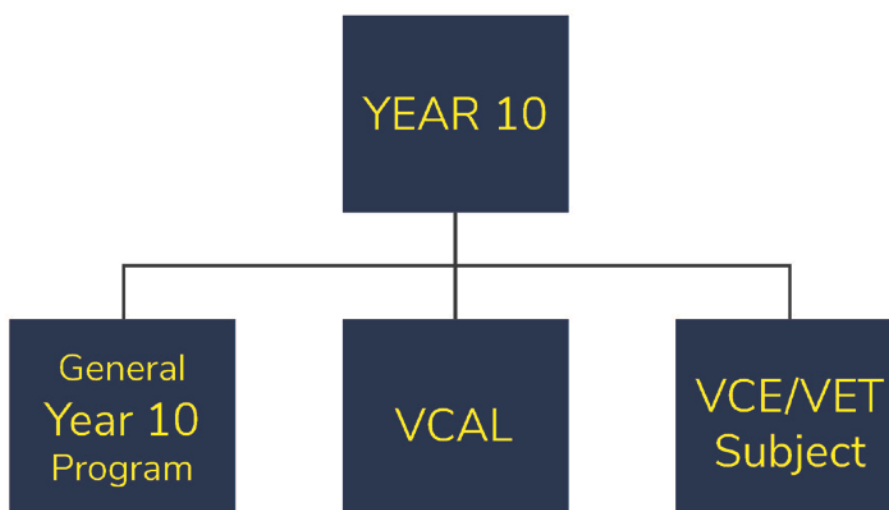 YEAR 10
General
Year 10
Program
VCAL
VCE/VET
Subject